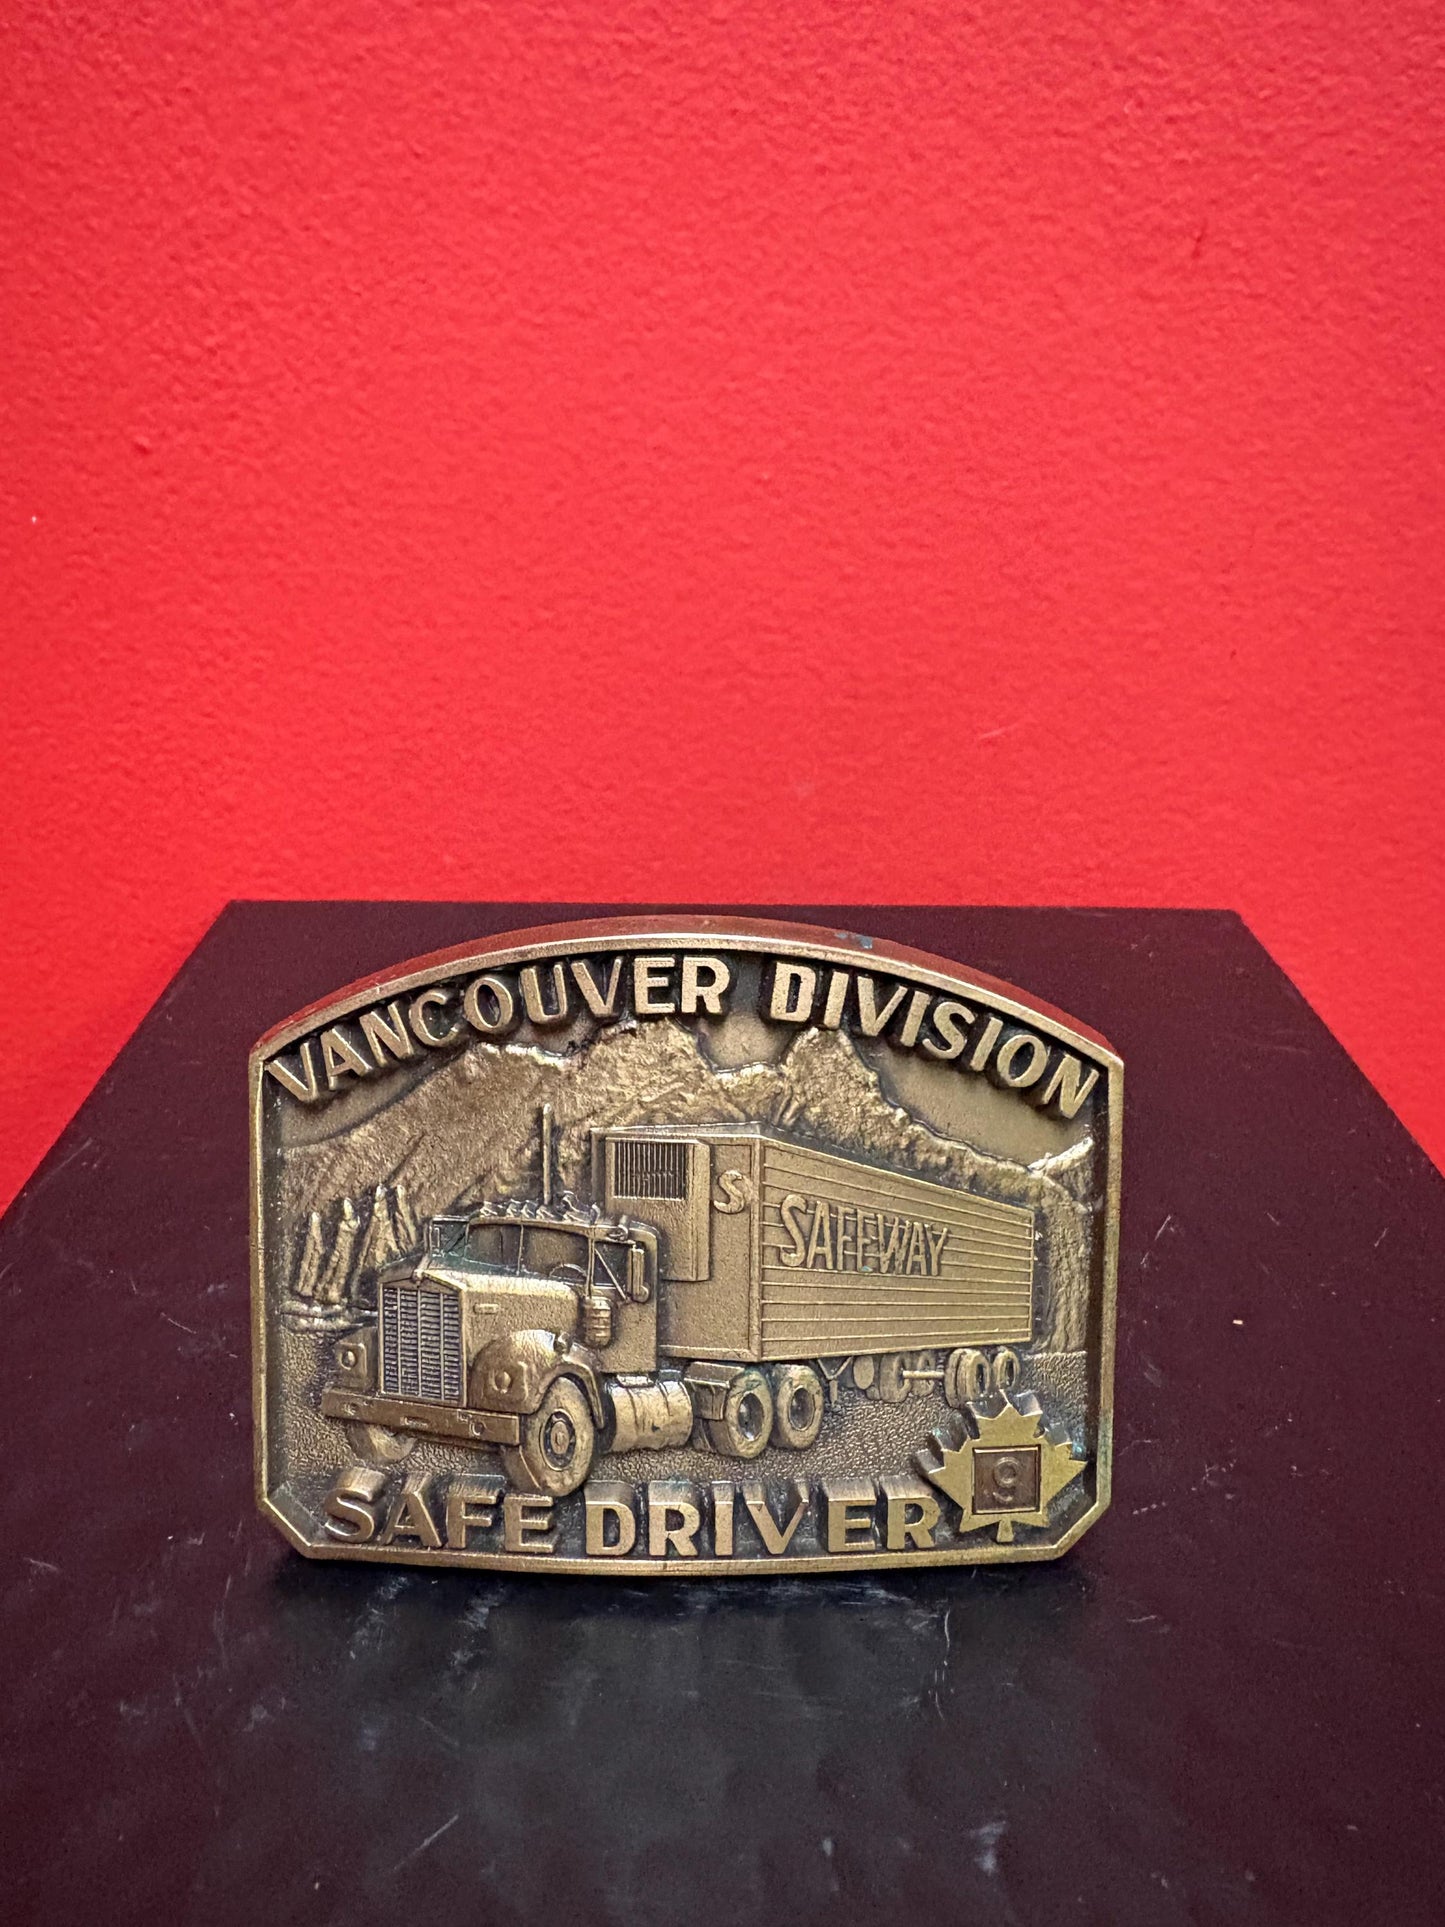 VANCOUVER DIVISION
S
SAFEWAY
SAFE DRIVER
9